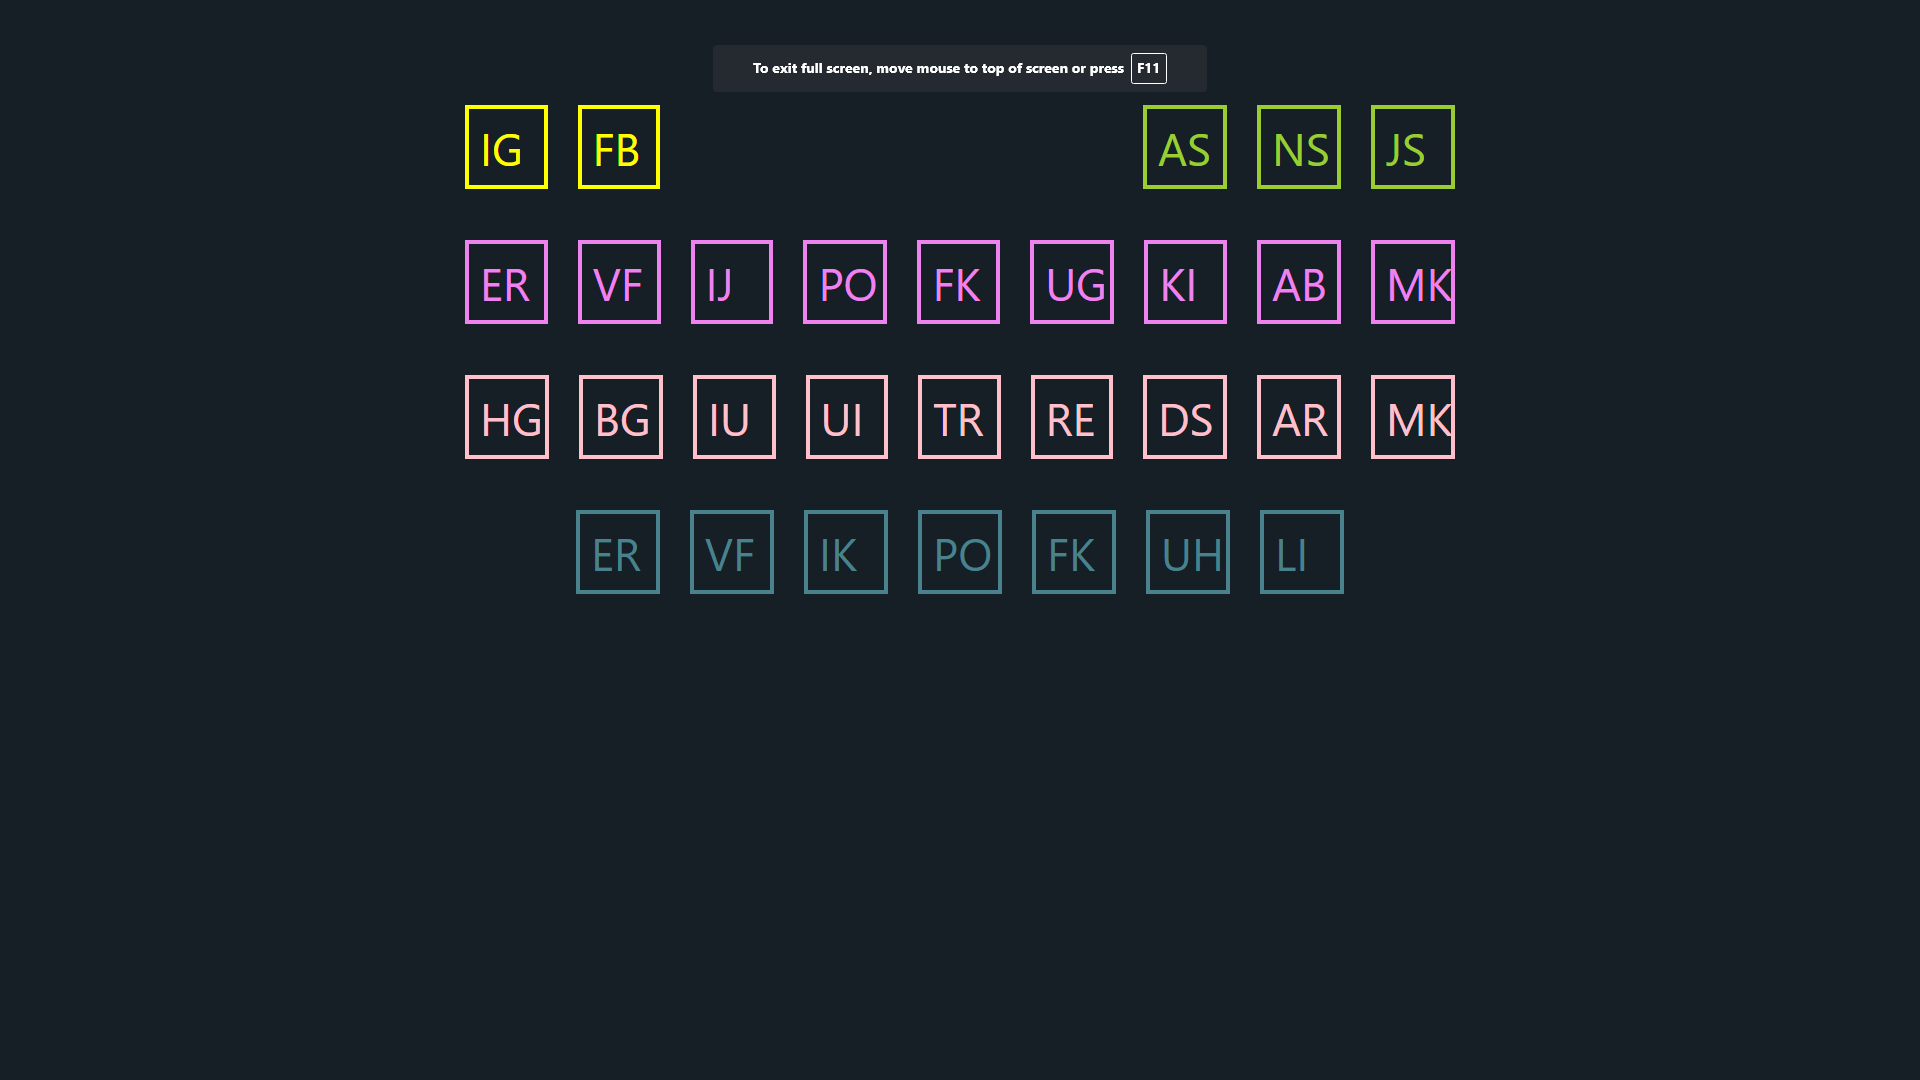 To exit full screen, move mouse to top of screen or press F11
IG FB AS NS JS
ER VF IJ PO FK UG KI AB MK
HG BG IU UI TR RE DS AR MK
ER VF IK PO FK UH LI